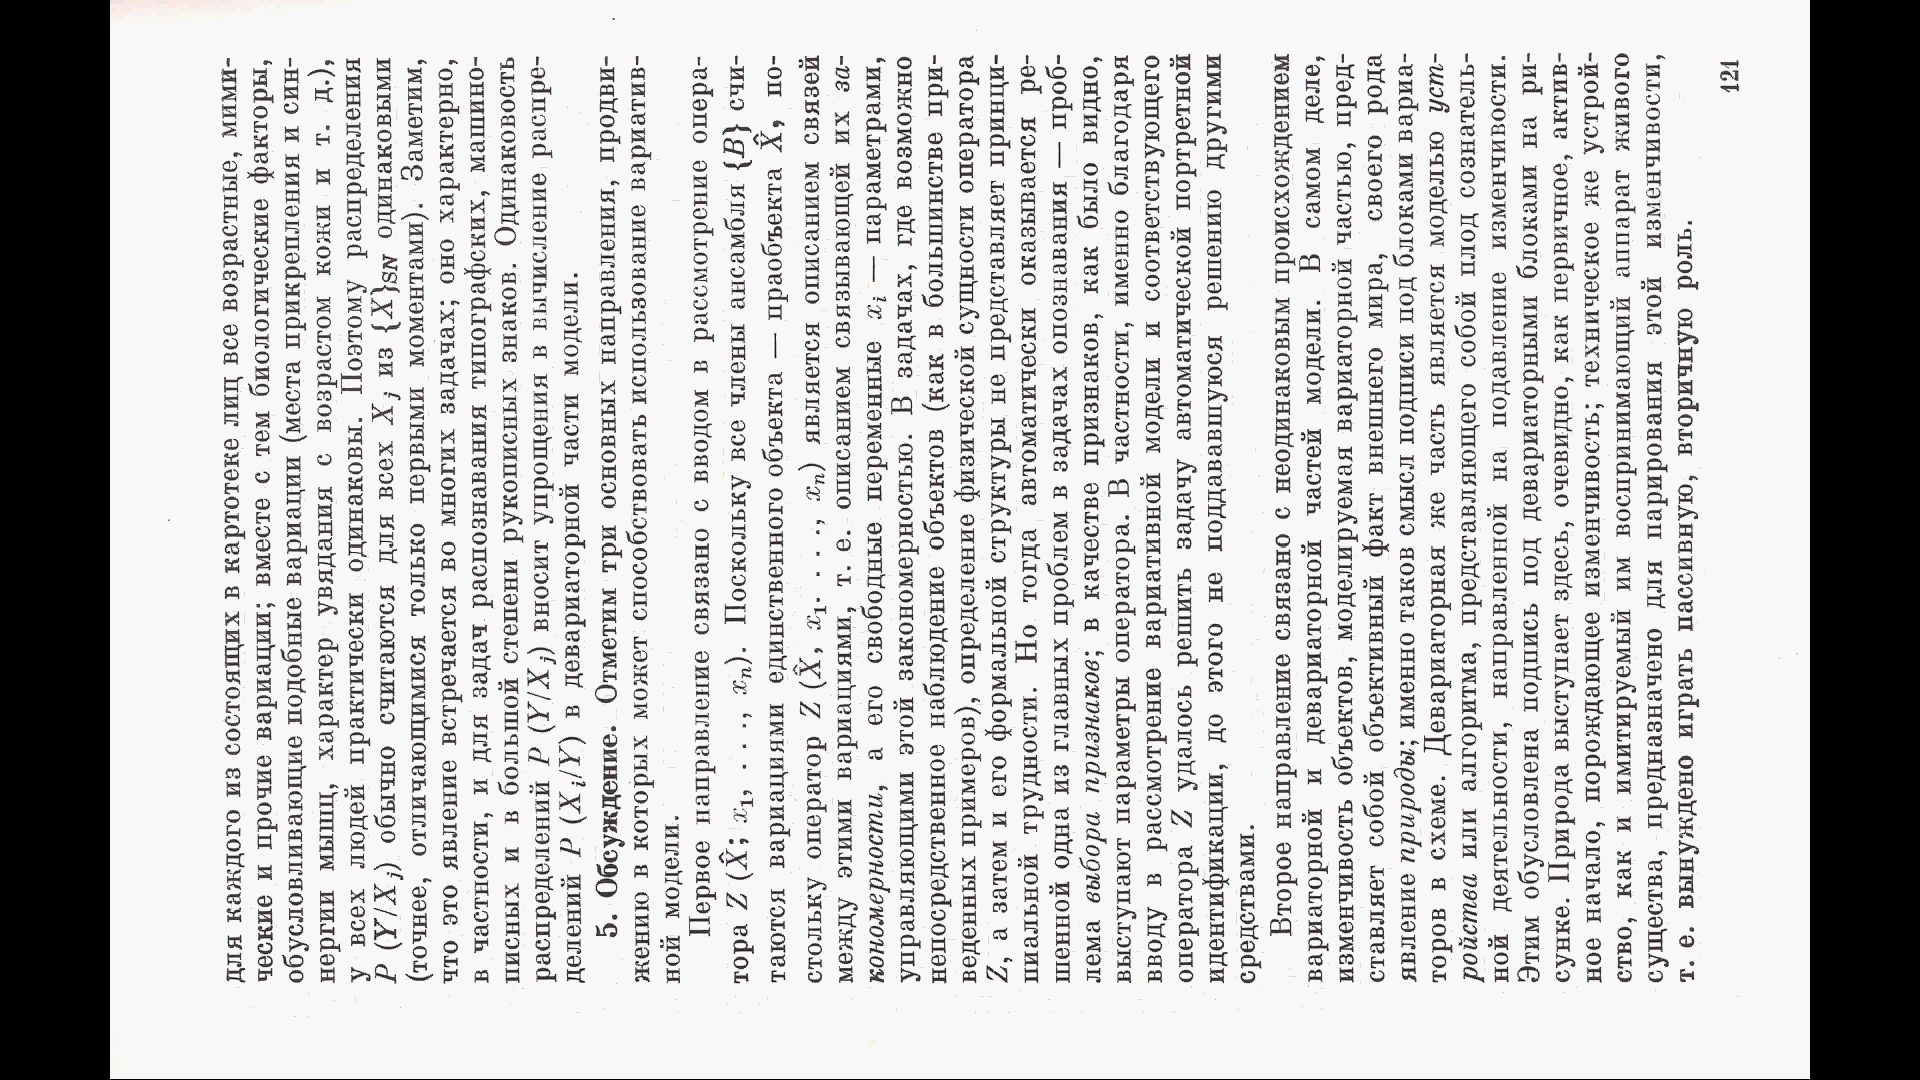 для каждого из состоящих в картотеке лиц все возрастные, мими-
ческие и прочие вариации; вместе с тем биологические факторы,
обусловливающие подобные вариации (места прикрепления и син-
нергии мышц, характер увядания с возрастом кожи и т. д.),
у всех людей практически одинаковы. Поэтому распределения
P (Y/X_j) обычно считаются для всех X_j из {X}_SN одинаковыми
(точнее, отличающимися только первыми моментами). Заметим,
что это явление встречается во многих задачах; оно характерно,
в частности, и для задач распознавания типографских, машино-
писных и в большой степени рукописных знаков. Одинаковость
распределений P (Y/X_j) вносит упрощения в вычисление распре-
делений P (X_i/Y) в девариаторной части модели.
5. Обсуждение. Отметим три основных направления, продви-
жению в которых может способствовать использование вариатив-
ной модели.
Первое направление связано с вводом в рассмотрение опера-
тора Z (X̂; x₁, . . ., xₙ). Поскольку все члены ансамбля {B} счи-
таются вариациями единственного объекта — праобъекта X̂, по-
стольку оператор Z (X̂, x₁. . . ., xₙ) является описанием связей
между этими вариациями, т. е. описанием связывающей их за-
кономерности, а его свободные переменные x_i — параметрами,
управляющими этой закономерностью. В задачах, где возможно
непосредственное наблюдение объектов (как в большинстве при-
веденных примеров), определение физической сущности оператора
Z, а затем и его формальной структуры не представляет принци-
пиальной трудности. Но тогда автоматически оказывается ре-
шенной одна из главных проблем в задачах опознавания — проб-
лема выбора признаков; в качестве признаков, как было видно,
выступают параметры оператора. В частности, именно благодаря
вводу в рассмотрение вариативной модели и соответствующего
оператора Z удалось решить задачу автоматической портретной
идентификации, до этого не поддававшуюся решению другими
средствами.
Второе направление связано с неодинаковым происхождением
вариаторной и девариаторной частей модели. В самом деле,
изменчивость объектов, моделируемая вариаторной частью, пред-
ставляет собой объективный факт внешнего мира, своего рода
явление природы; именно таков смысл подписи под блоками вариа-
торов в схеме. Девариаторная же часть является моделью уст-
ройства или алгоритма, представляющего собой плод сознатель-
ной деятельности, направленной на подавление изменчивости.
Этим обусловлена подпись под девариаторными блоками на ри-
сунке. Природа выступает здесь, очевидно, как первичное, актив-
ное начало, порождающее изменчивость; техническое же устрой-
ство, как и имитируемый им воспринимающий аппарат живого
существа, предназначено для парирования этой изменчивости,
т. е. вынуждено играть пассивную, вторичную роль.
121